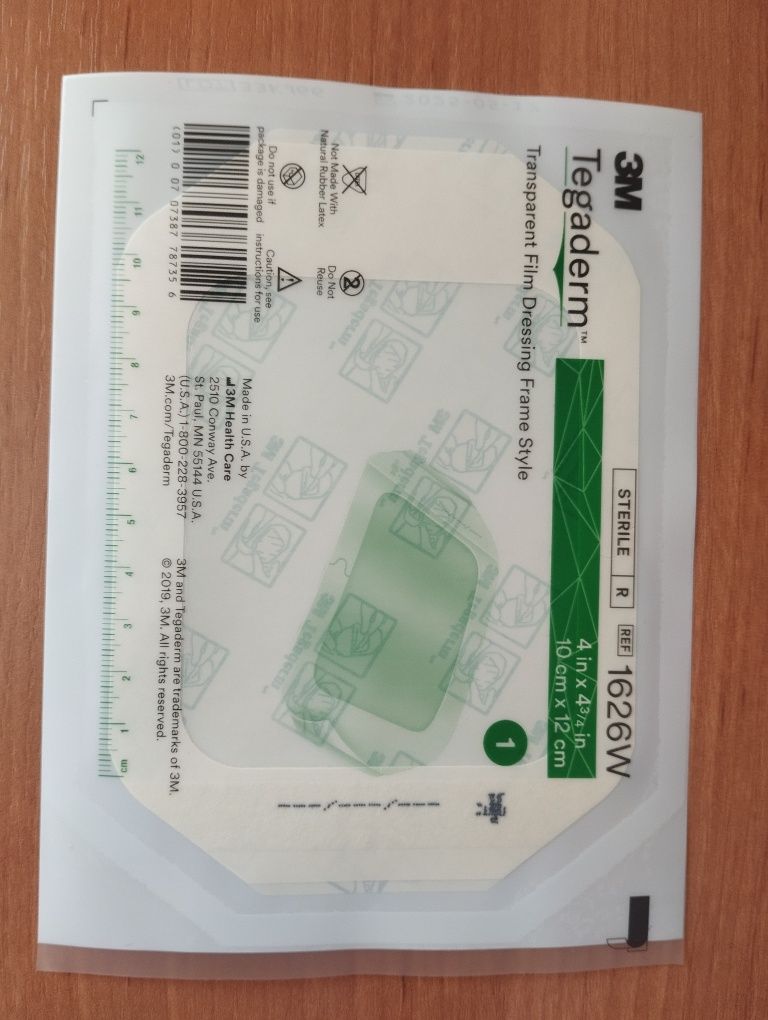 3M
Tegaderm™
Transparent Film Dressing Frame Style
STERILE R
REF 1626W
4 in x 4 3/4 in
10 cm x 12 cm
1
Not Made With
Natural Rubber Latex
Do Not
Reuse
Do not use if
package is damaged
Caution, see
instructions for use
(01) 0 07 07387 78735 6
Made in U.S.A. by
3M Health Care
2510 Conway Ave.
St. Paul, MN 55144 U.S.A.
(U.S.A.) 1-800-228-3957
3M.com/Tegaderm
3M and Tegaderm are trademarks of 3M.
© 2019, 3M. All rights reserved.
12 11 10 9 8 7 6 5 4 3 2 1 cm
3M Tegaderm™